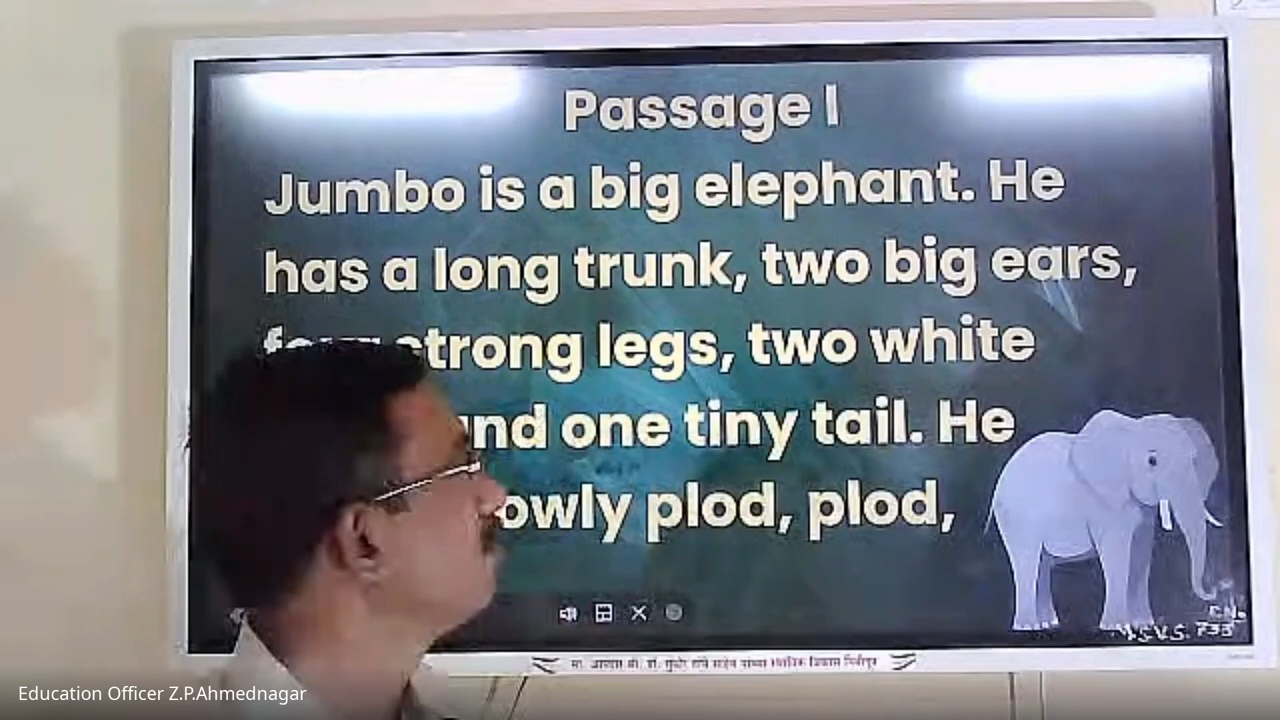 Passage I
Jumbo is a big elephant. He
has a long trunk, two big ears,
strong legs, two white
and one tiny tail. He
plod, plod,
Education Officer Z.P.Ahmednagar